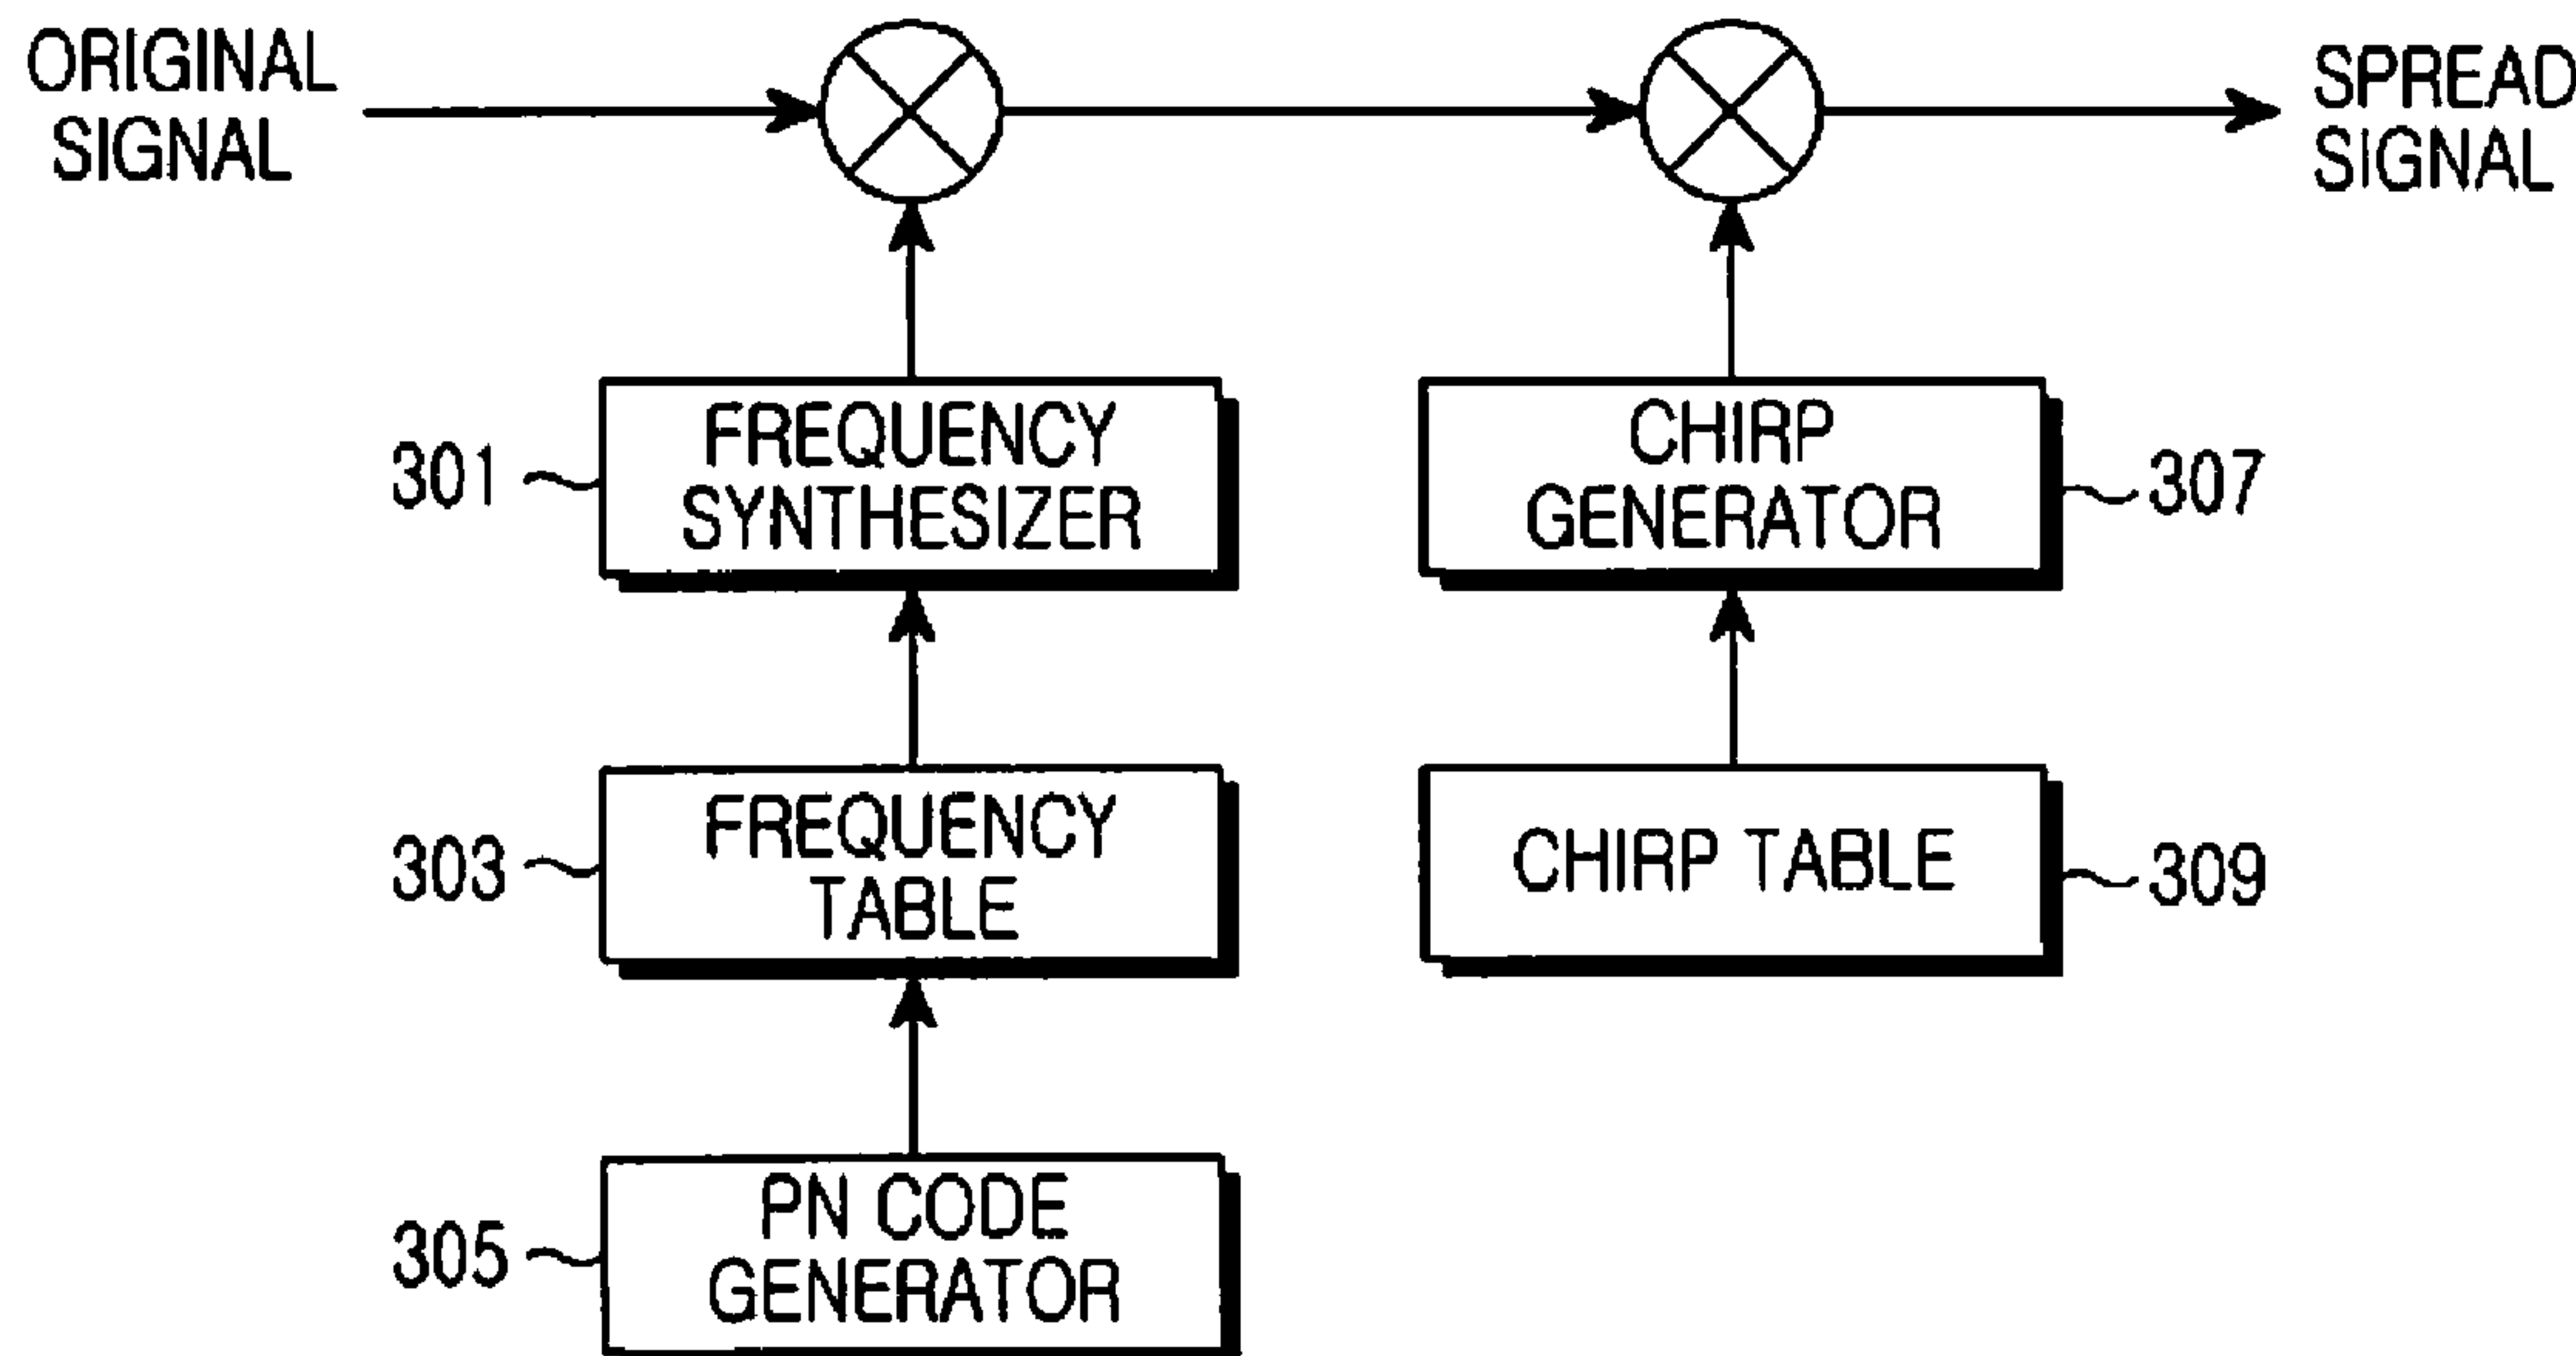 ORIGINAL
SIGNAL
SPREAD
SIGNAL
301
FREQUENCY
SYNTHESIZER
CHIRP
GENERATOR
307
303
FREQUENCY
TABLE
CHIRP TABLE
309
305
PN CODE
GENERATOR